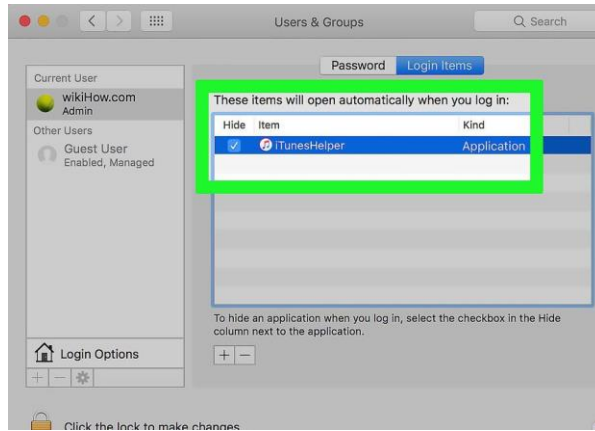 Users & Groups
Search
Password
Login Items
Current User
wikiHow.com
Admin
Other Users
Guest User
Enabled, Managed
These items will open automatically when you log in:
Hide Item Kind
iTunesHelper Application
To hide an application when you log in, select the checkbox in the Hide
column next to the application.
Login Options
Click the lock to make changes.